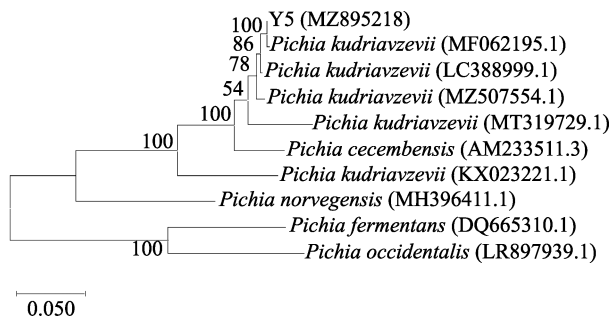 Y5 (MZ895218)
100
Pichia kudriavzevii (MF062195.1)
86
Pichia kudriavzevii (LC388999.1)
78
Pichia kudriavzevii (MZ507554.1)
54
Pichia kudriavzevii (MT319729.1)
100
Pichia cecembensis (AM233511.3)
100
Pichia kudriavzevii (KX023221.1)
Pichia norvegensis (MH396411.1)
Pichia fermentans (DQ665310.1)
100
Pichia occidentalis (LR897939.1)
0.050